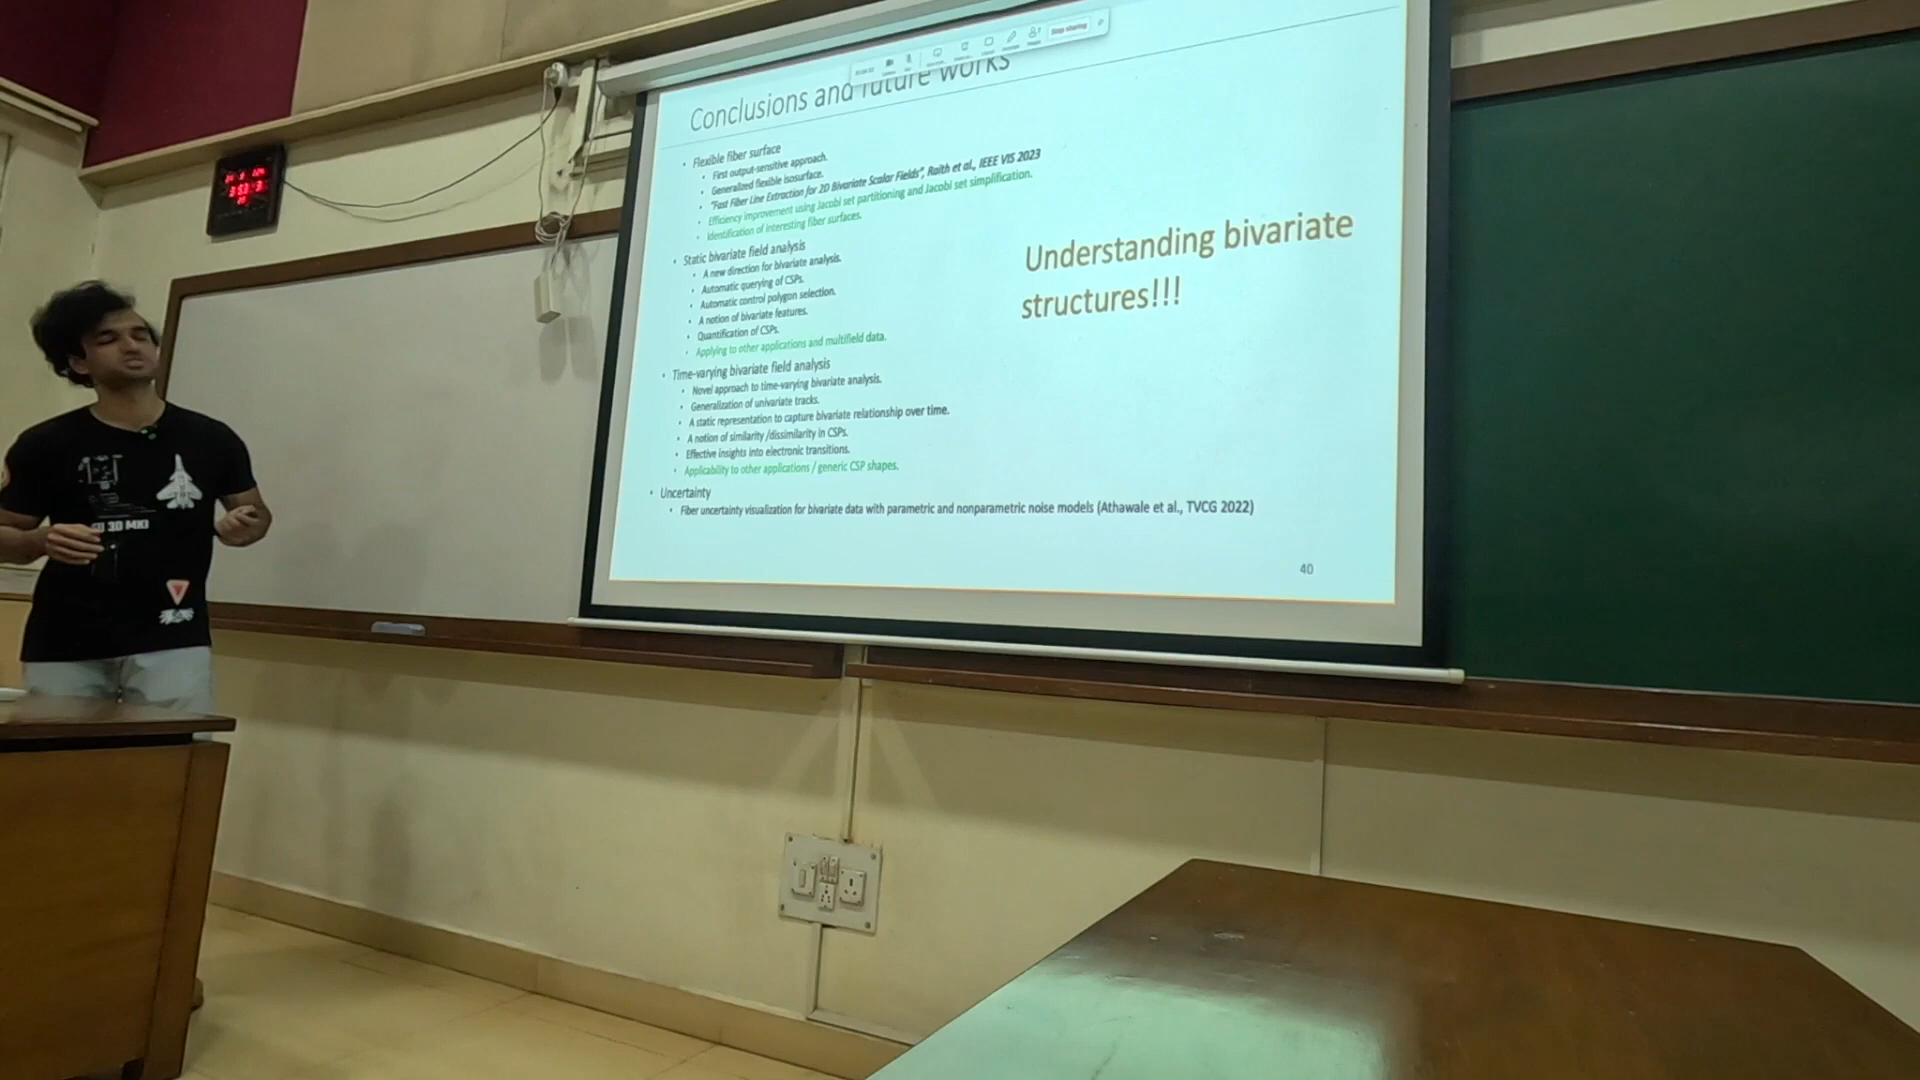 Stop sharing
Conclusions and future works
• Flexible fiber surface
• First output-sensitive approach.
• Generalized flexible isosurface.
• "Fast Fiber Line Extraction for 2D Bivariate Scalar Fields", Raith et al., IEEE VIS 2023
• Efficiency improvement using Jacobi set partitioning and Jacobi set simplification.
• Identification of interesting fiber surfaces.
• Static bivariate field analysis
• A new direction for bivariate analysis.
• Automatic querying of CSPs.
• Automatic control polygon selection.
• A notion of bivariate features.
• Quantification of CSPs.
• Applying to other applications and multifield data.
• Time-varying bivariate field analysis
• Novel approach to time-varying bivariate analysis.
• Generalization of univariate tracks.
• A static representation to capture bivariate relationship over time.
• A notion of similarity /dissimilarity in CSPs.
• Effective insights into electronic transitions.
• Applicability to other applications / generic CSP shapes.
• Uncertainty
• Fiber uncertainty visualization for bivariate data with parametric and nonparametric noise models (Athawale et al., TVCG 2022)
Understanding bivariate
structures!!!
40
30 MKI